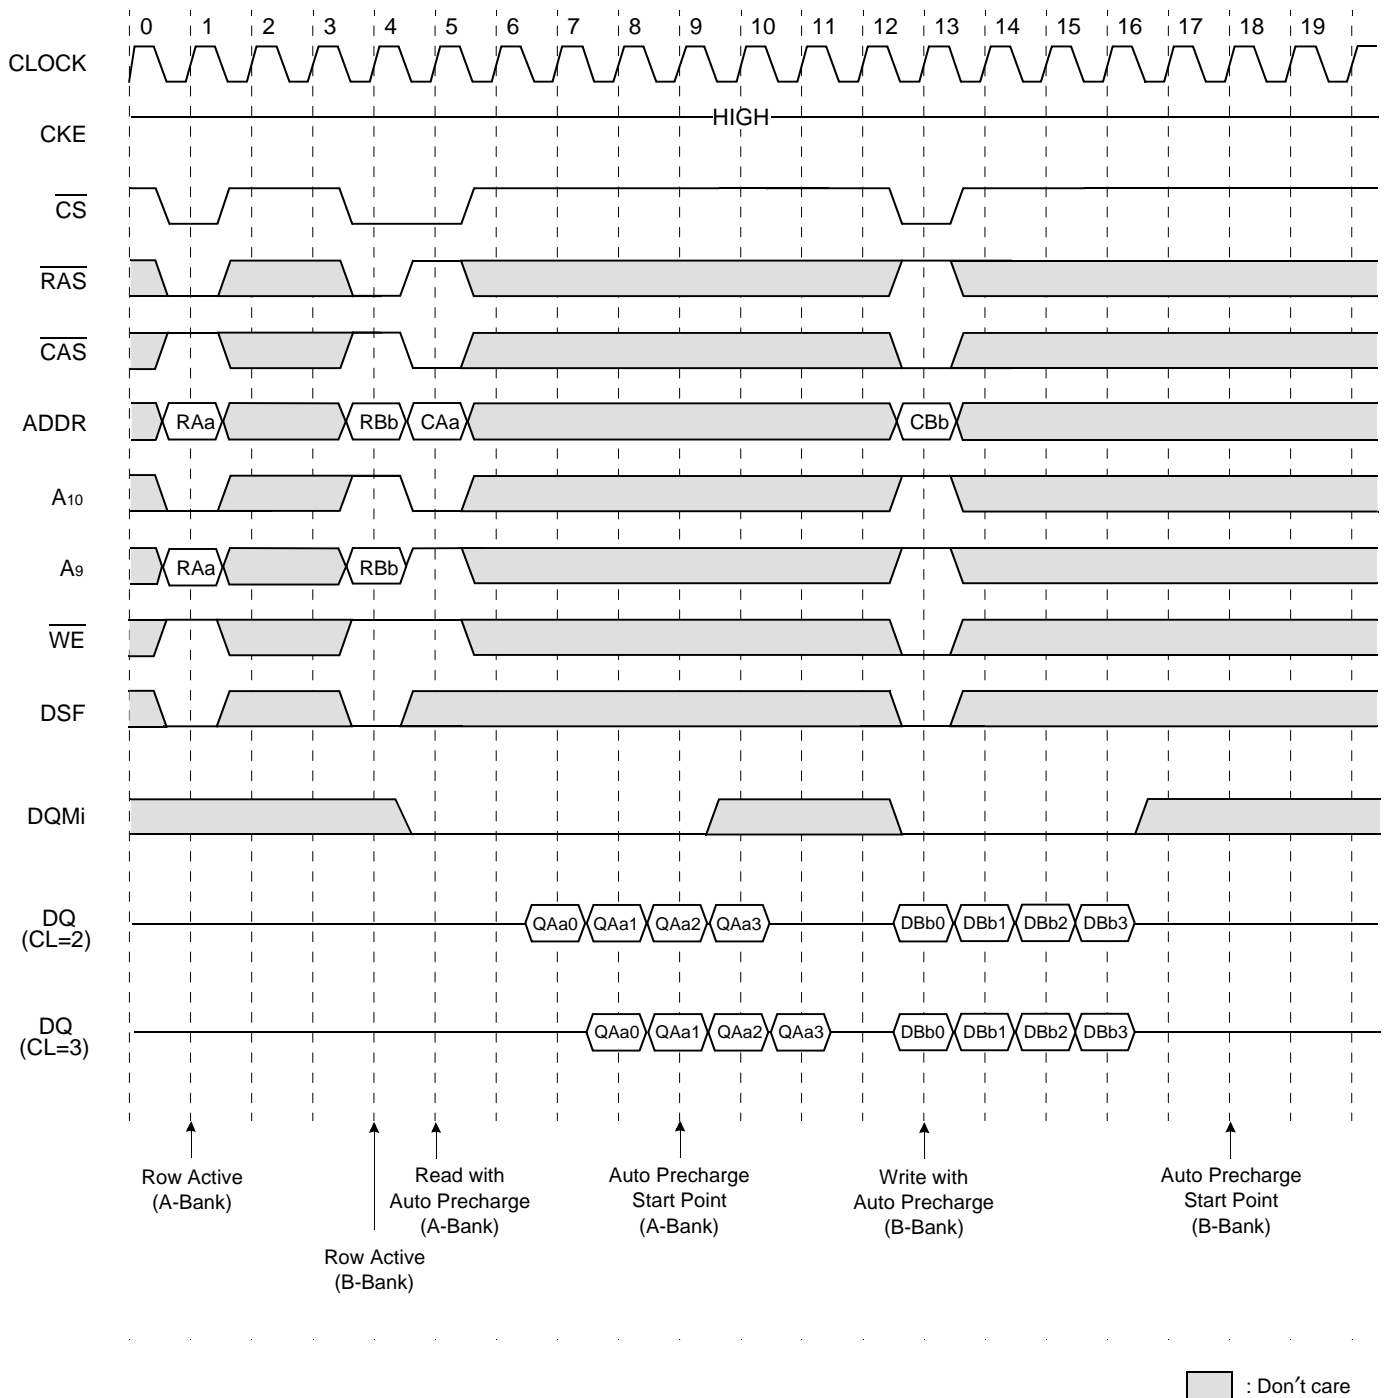 0 1 2 3 4 5 6 7 8 9 10 11 12 13 14 15 16 17 18 19
CLOCK
HIGH
CKE
CS
RAS
CAS
ADDR RAa RBb CAa CBb
A10
A9 RAa RBb
WE
DSF
DQMi
DQ
(CL=2)
QAa0 QAa1 QAa2 QAa3 DBb0 DBb1 DBb2 DBb3
DQ
(CL=3)
QAa0 QAa1 QAa2 QAa3 DBb0 DBb1 DBb2 DBb3
Row Active
(A-Bank)
Row Active
(B-Bank)
Read with
Auto Precharge
(A-Bank)
Auto Precharge
Start Point
(A-Bank)
Write with
Auto Precharge
(B-Bank)
Auto Precharge
Start Point
(B-Bank)
: Don′t care